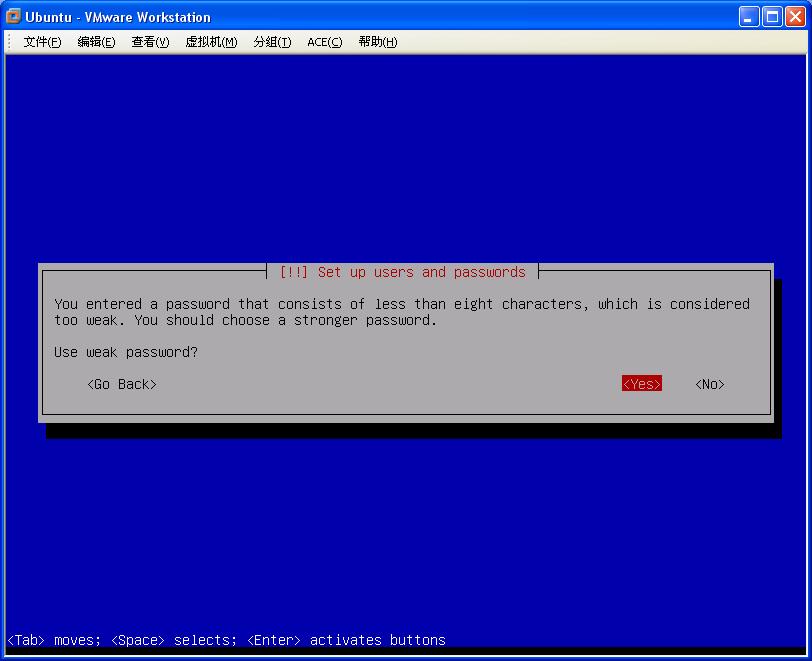 Ubuntu - VMware Workstation
文件(F) 编辑(E) 查看(V) 虚拟机(M) 分组(T) ACE(C) 帮助(H)
[!!] Set up users and passwords
You entered a password that consists of less than eight characters, which is considered
too weak. You should choose a stronger password.
Use weak password?
<Go Back> <Yes> <No>
<Tab> moves; <Space> selects; <Enter> activates buttons